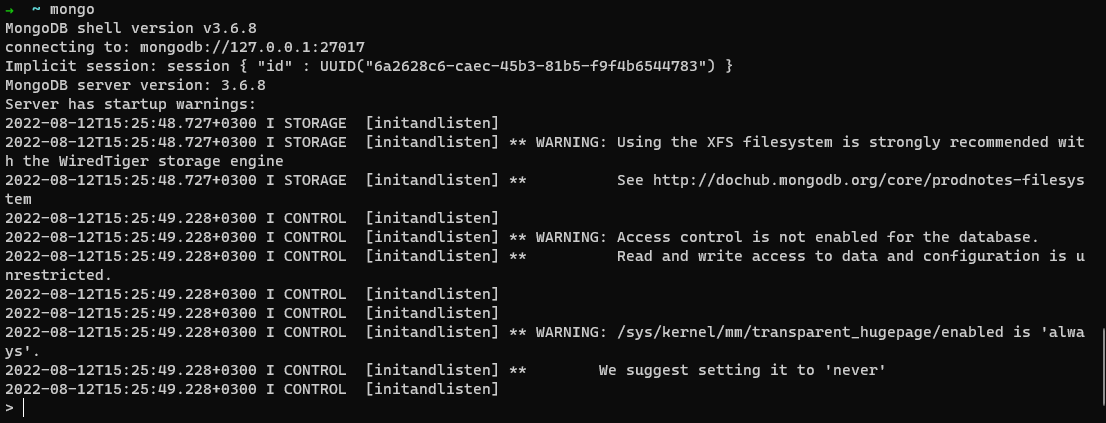 → ~ mongo
MongoDB shell version v3.6.8
connecting to: mongodb://127.0.0.1:27017
Implicit session: session { "id" : UUID("6a2628c6-caec-45b3-81b5-f9f4b6544783") }
MongoDB server version: 3.6.8
Server has startup warnings:
2022-08-12T15:25:48.727+0300 I STORAGE  [initandlisten]
2022-08-12T15:25:48.727+0300 I STORAGE  [initandlisten] ** WARNING: Using the XFS filesystem is strongly recommended wit
h the WiredTiger storage engine
2022-08-12T15:25:48.727+0300 I STORAGE  [initandlisten] **          See http://dochub.mongodb.org/core/prodnotes-filesys
tem
2022-08-12T15:25:49.228+0300 I CONTROL  [initandlisten]
2022-08-12T15:25:49.228+0300 I CONTROL  [initandlisten] ** WARNING: Access control is not enabled for the database.
2022-08-12T15:25:49.228+0300 I CONTROL  [initandlisten] **          Read and write access to data and configuration is u
nrestricted.
2022-08-12T15:25:49.228+0300 I CONTROL  [initandlisten]
2022-08-12T15:25:49.228+0300 I CONTROL  [initandlisten]
2022-08-12T15:25:49.228+0300 I CONTROL  [initandlisten] ** WARNING: /sys/kernel/mm/transparent_hugepage/enabled is 'alwa
ys'.
2022-08-12T15:25:49.228+0300 I CONTROL  [initandlisten] **        We suggest setting it to 'never'
2022-08-12T15:25:49.228+0300 I CONTROL  [initandlisten]
>